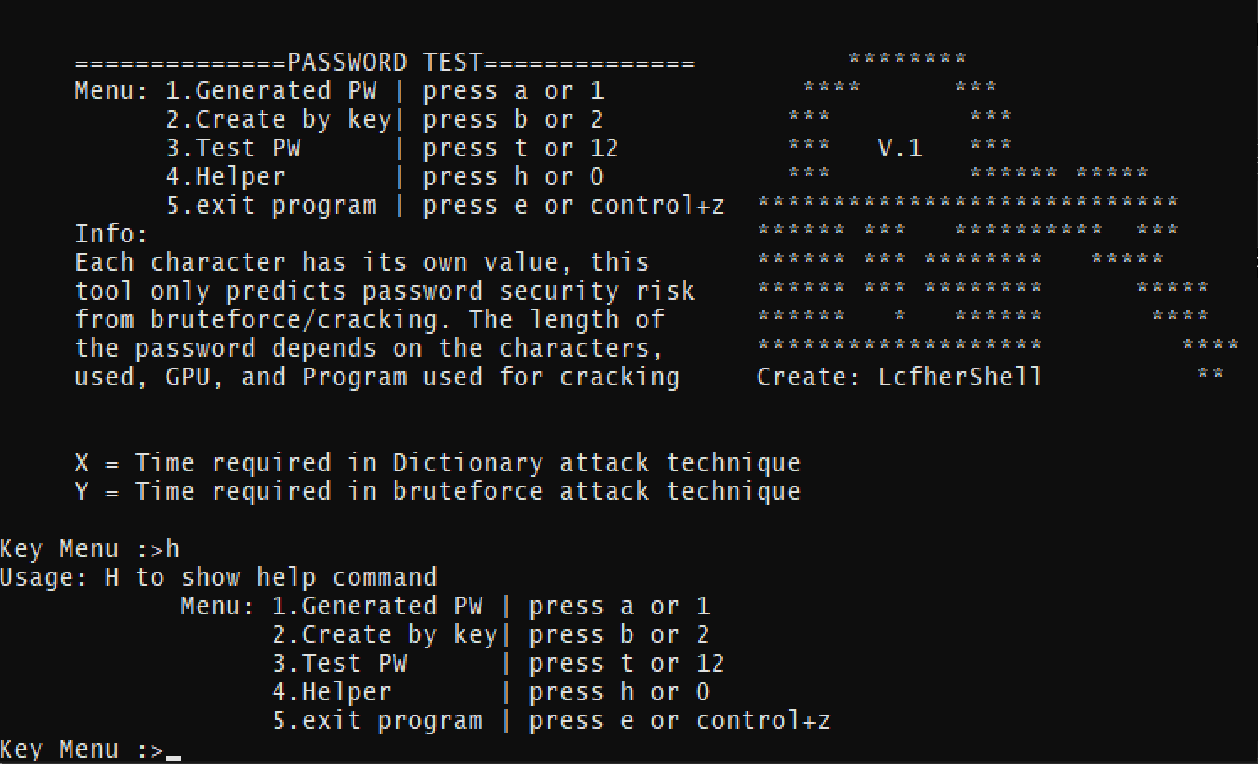 ==============PASSWORD TEST============== ********
Menu: 1.Generated PW | press a or 1 **** ***
2.Create by key| press b or 2 *** ***
3.Test PW | press t or 12 *** V.1 ***
4.Helper | press h or 0 *** ****** *****
5.exit program | press e or control+z ****************************
Info: ****** *** ********** ***
Each character has its own value, this ****** *** ******** *****
tool only predicts password security risk ****** *** ******** *****
from bruteforce/cracking. The length of ****** * ****** ****
the password depends on the characters, ******************* ****
used, GPU, and Program used for cracking Create: LcfherShell **
X = Time required in Dictionary attack technique
Y = Time required in bruteforce attack technique
Key Menu :>h
Usage: H to show help command
Menu: 1.Generated PW | press a or 1
2.Create by key| press b or 2
3.Test PW | press t or 12
4.Helper | press h or 0
5.exit program | press e or control+z
Key Menu :>_